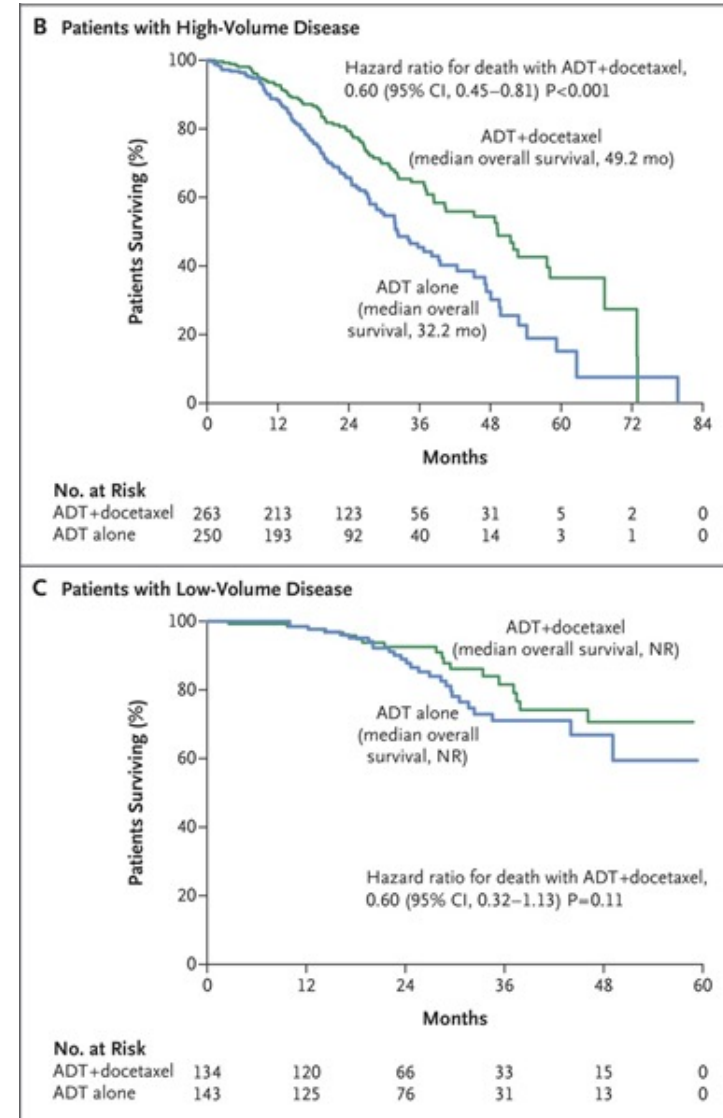 B Patients with High-Volume Disease
100
80
60
40
20
0
Patients Surviving (%)
Hazard ratio for death with ADT+docetaxel,
0.60 (95% CI, 0.45–0.81) P<0.001
ADT+docetaxel
(median overall survival, 49.2 mo)
ADT alone
(median overall
survival, 32.2 mo)
0 12 24 36 48 60 72 84
Months
No. at Risk
ADT+docetaxel 263 213 123 56 31 5 2 0
ADT alone 250 193 92 40 14 3 1 0
C Patients with Low-Volume Disease
100
80
60
40
20
0
Patients Surviving (%)
ADT+docetaxel
(median overall survival, NR)
ADT alone
(median overall
survival, NR)
Hazard ratio for death with ADT+docetaxel,
0.60 (95% CI, 0.32–1.13) P=0.11
0 12 24 36 48 60
Months
No. at Risk
ADT+docetaxel 134 120 66 33 15 0
ADT alone 143 125 76 31 13 0